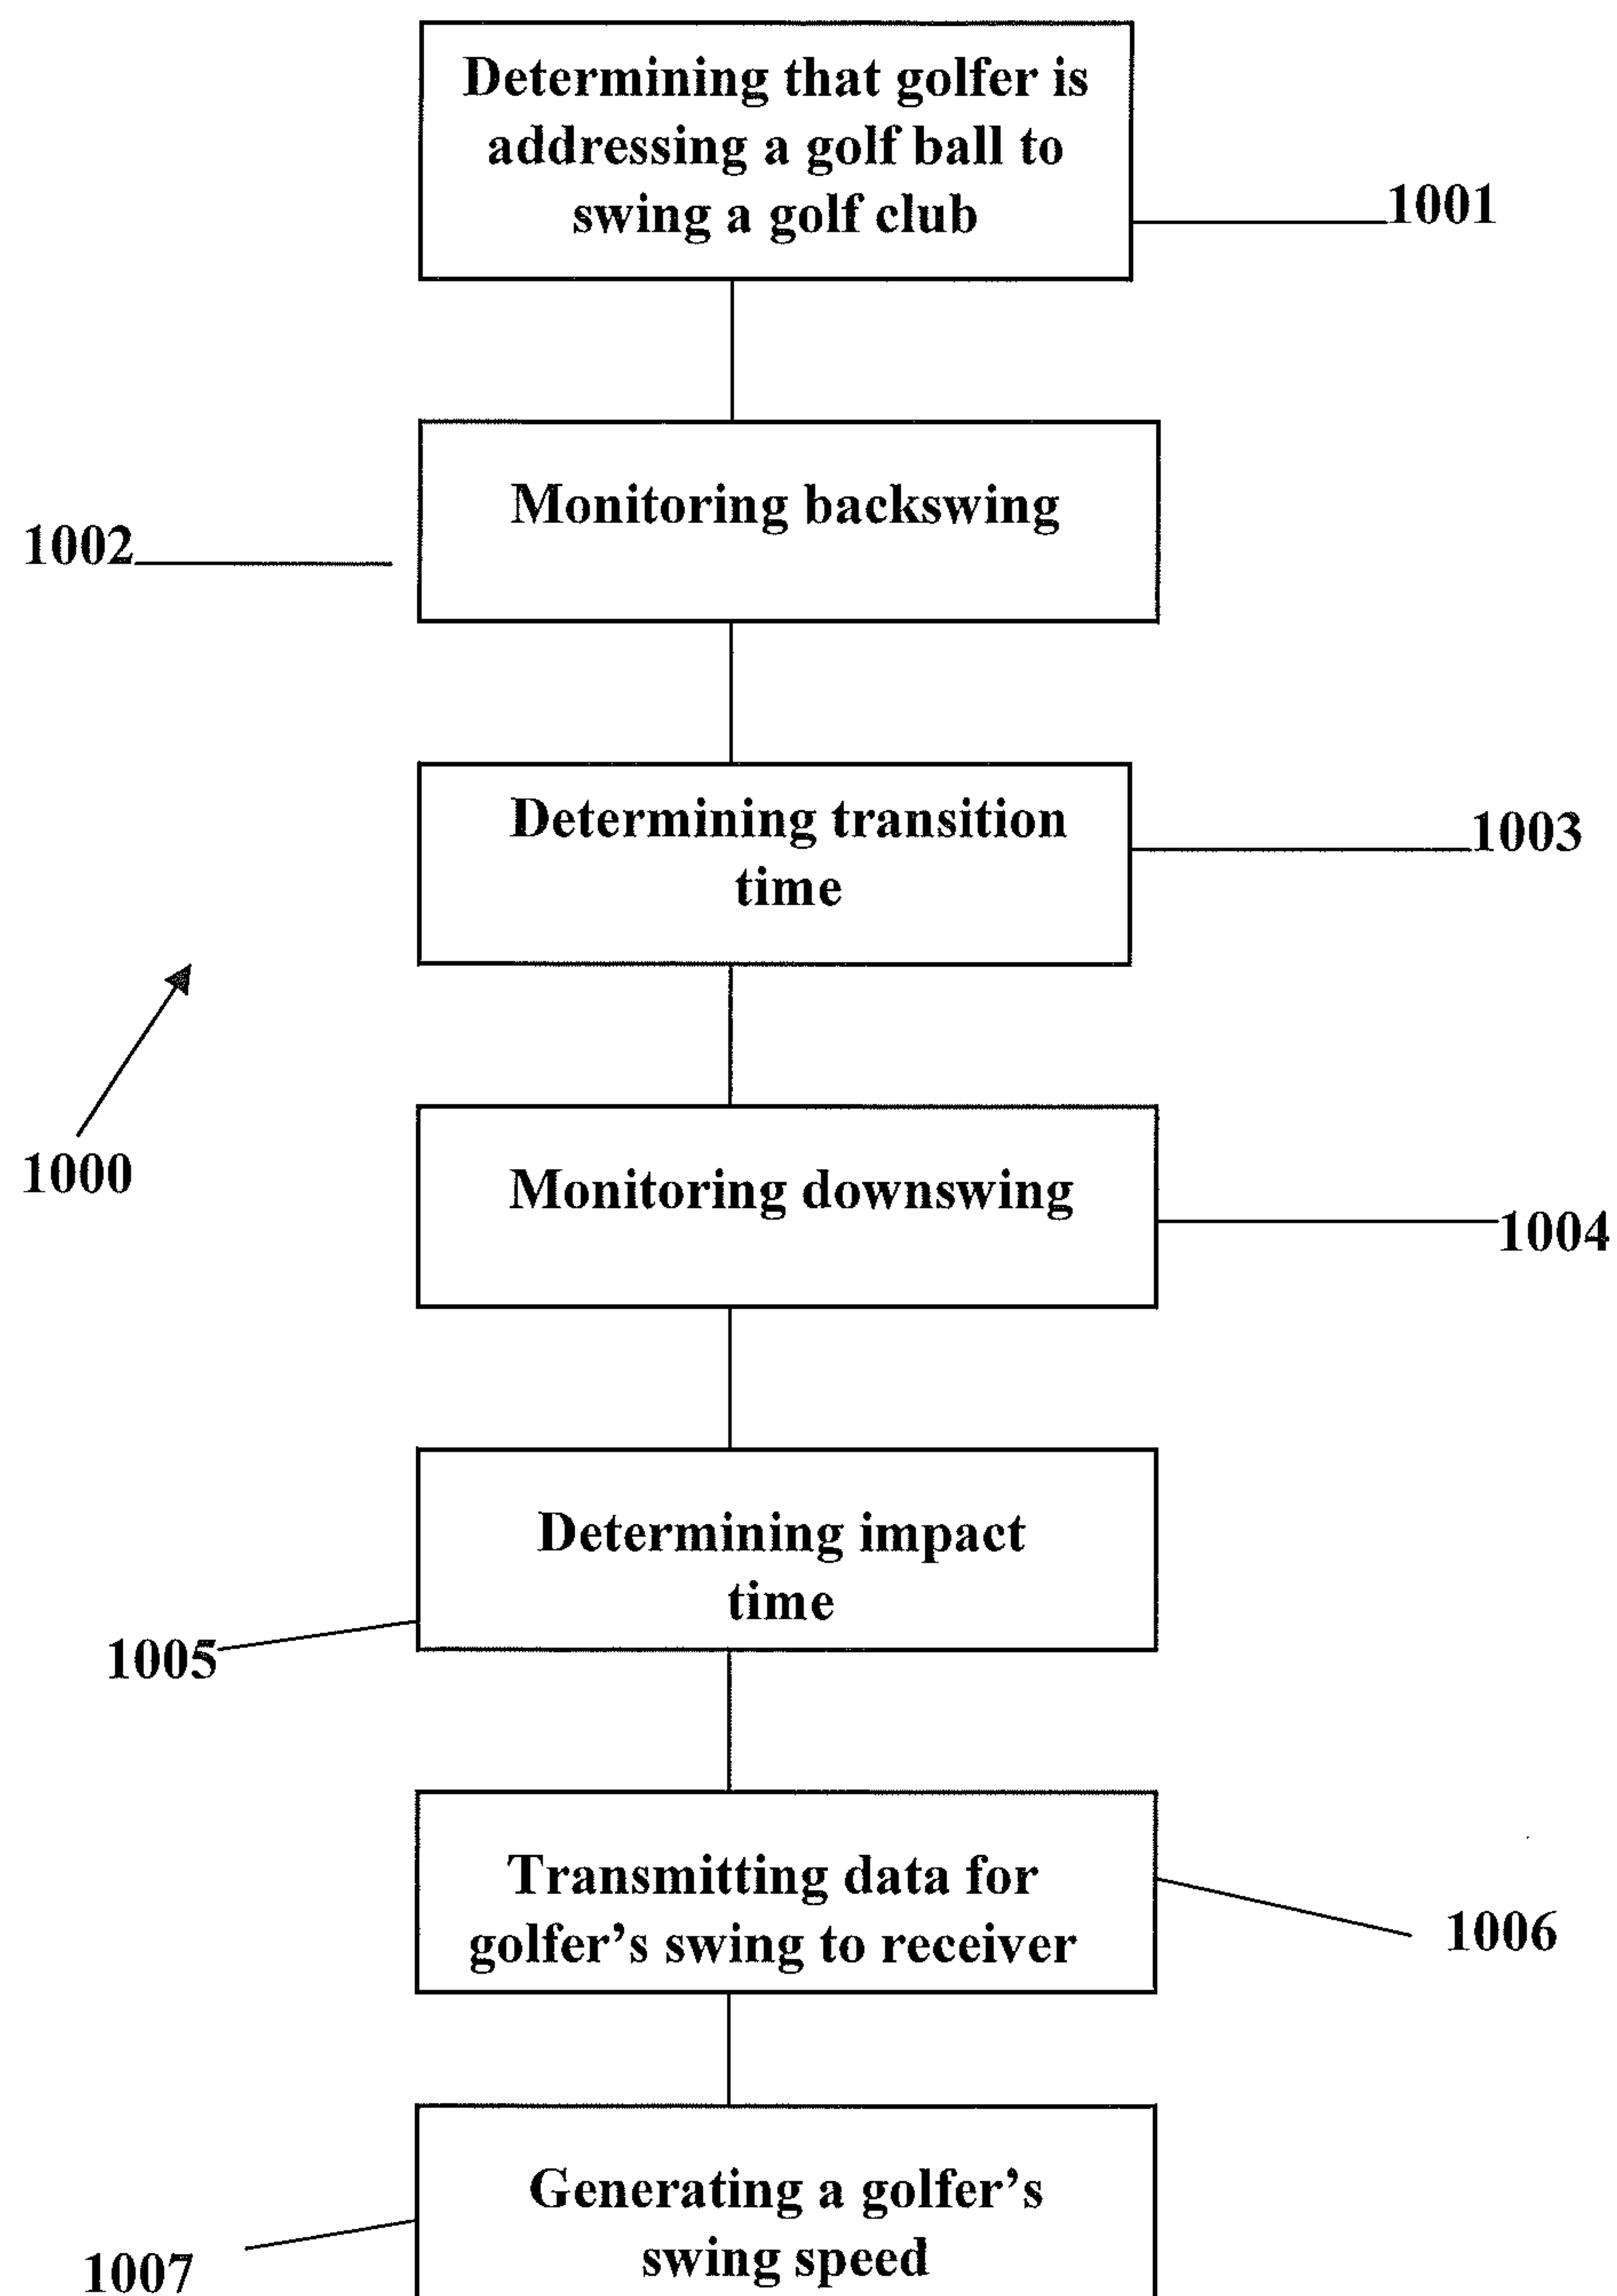 Determining that golfer is
addressing a golf ball to
swing a golf club
1001
Monitoring backswing
1002
Determining transition
time
1003
1000
Monitoring downswing
1004
Determining impact
time
1005
Transmitting data for
golfer’s swing to receiver
1006
Generating a golfer’s
swing speed
1007